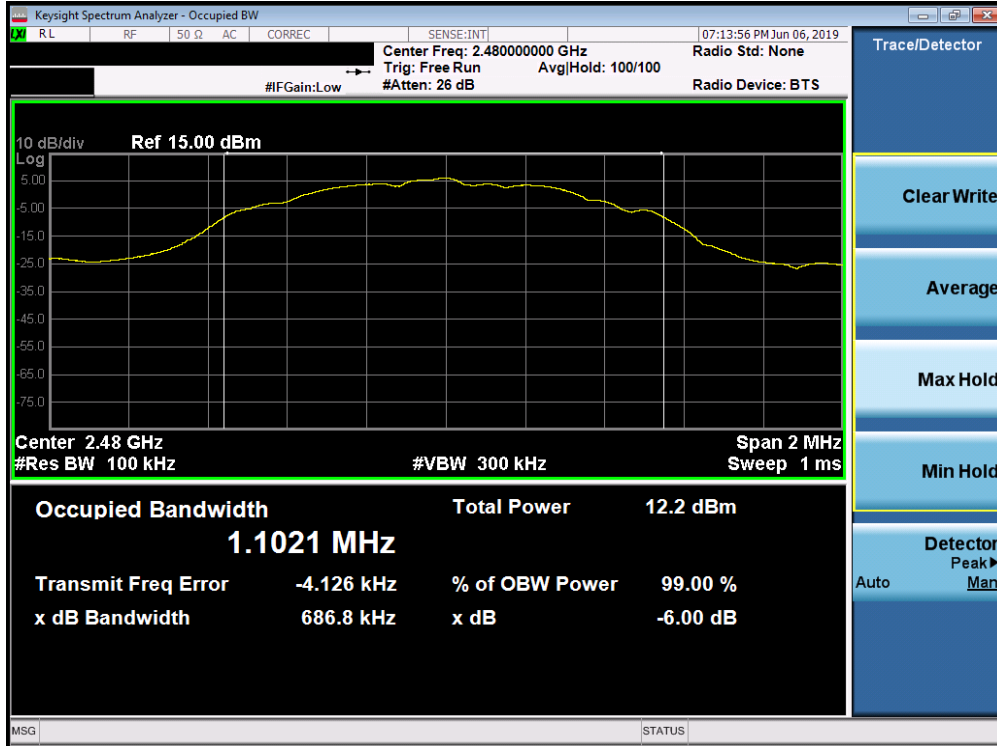 Keysight Spectrum Analyzer - Occupied BW
LXI RL RF 50 Ω AC CORREC SENSE:INT 07:13:56 PM Jun 06, 2019
Center Freq: 2.480000000 GHz Radio Std: None
Trig: Free Run Avg|Hold: 100/100
#IFGain:Low #Atten: 26 dB Radio Device: BTS
Trace/Detector
10 dB/div Ref 15.00 dBm
Log
5.00
-5.00
-15.0
-25.0
-35.0
-45.0
-55.0
-65.0
-75.0
Center 2.48 GHz Span 2 MHz
#Res BW 100 kHz #VBW 300 kHz Sweep 1 ms
Occupied Bandwidth Total Power 12.2 dBm
1.1021 MHz
Transmit Freq Error -4.126 kHz % of OBW Power 99.00 %
x dB Bandwidth 686.8 kHz x dB -6.00 dB
Clear Write
Average
Max Hold
Min Hold
Detector
Peak▶
Auto Man
MSG STATUS